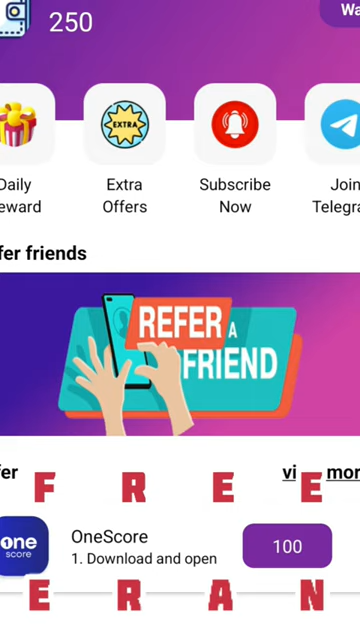 250
Wa
Daily
eward
EXTRA
Extra
Offers
Subscribe
Now
Join
Telegra
fer friends
REFER A
FRIEND
fer
vi mor
F R E E
one
score
OneScore
1. Download and open
100
E R A N